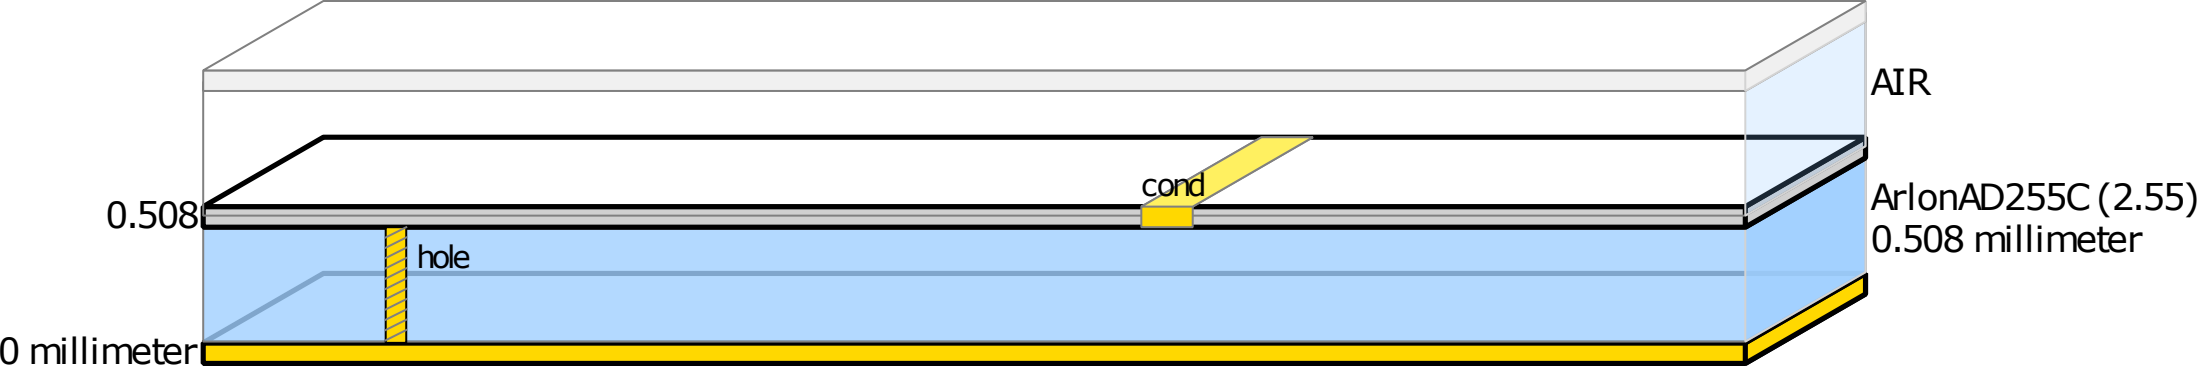 AIR
cond
0.508
ArlonAD255C (2.55)
0.508 millimeter
hole
0 millimeter